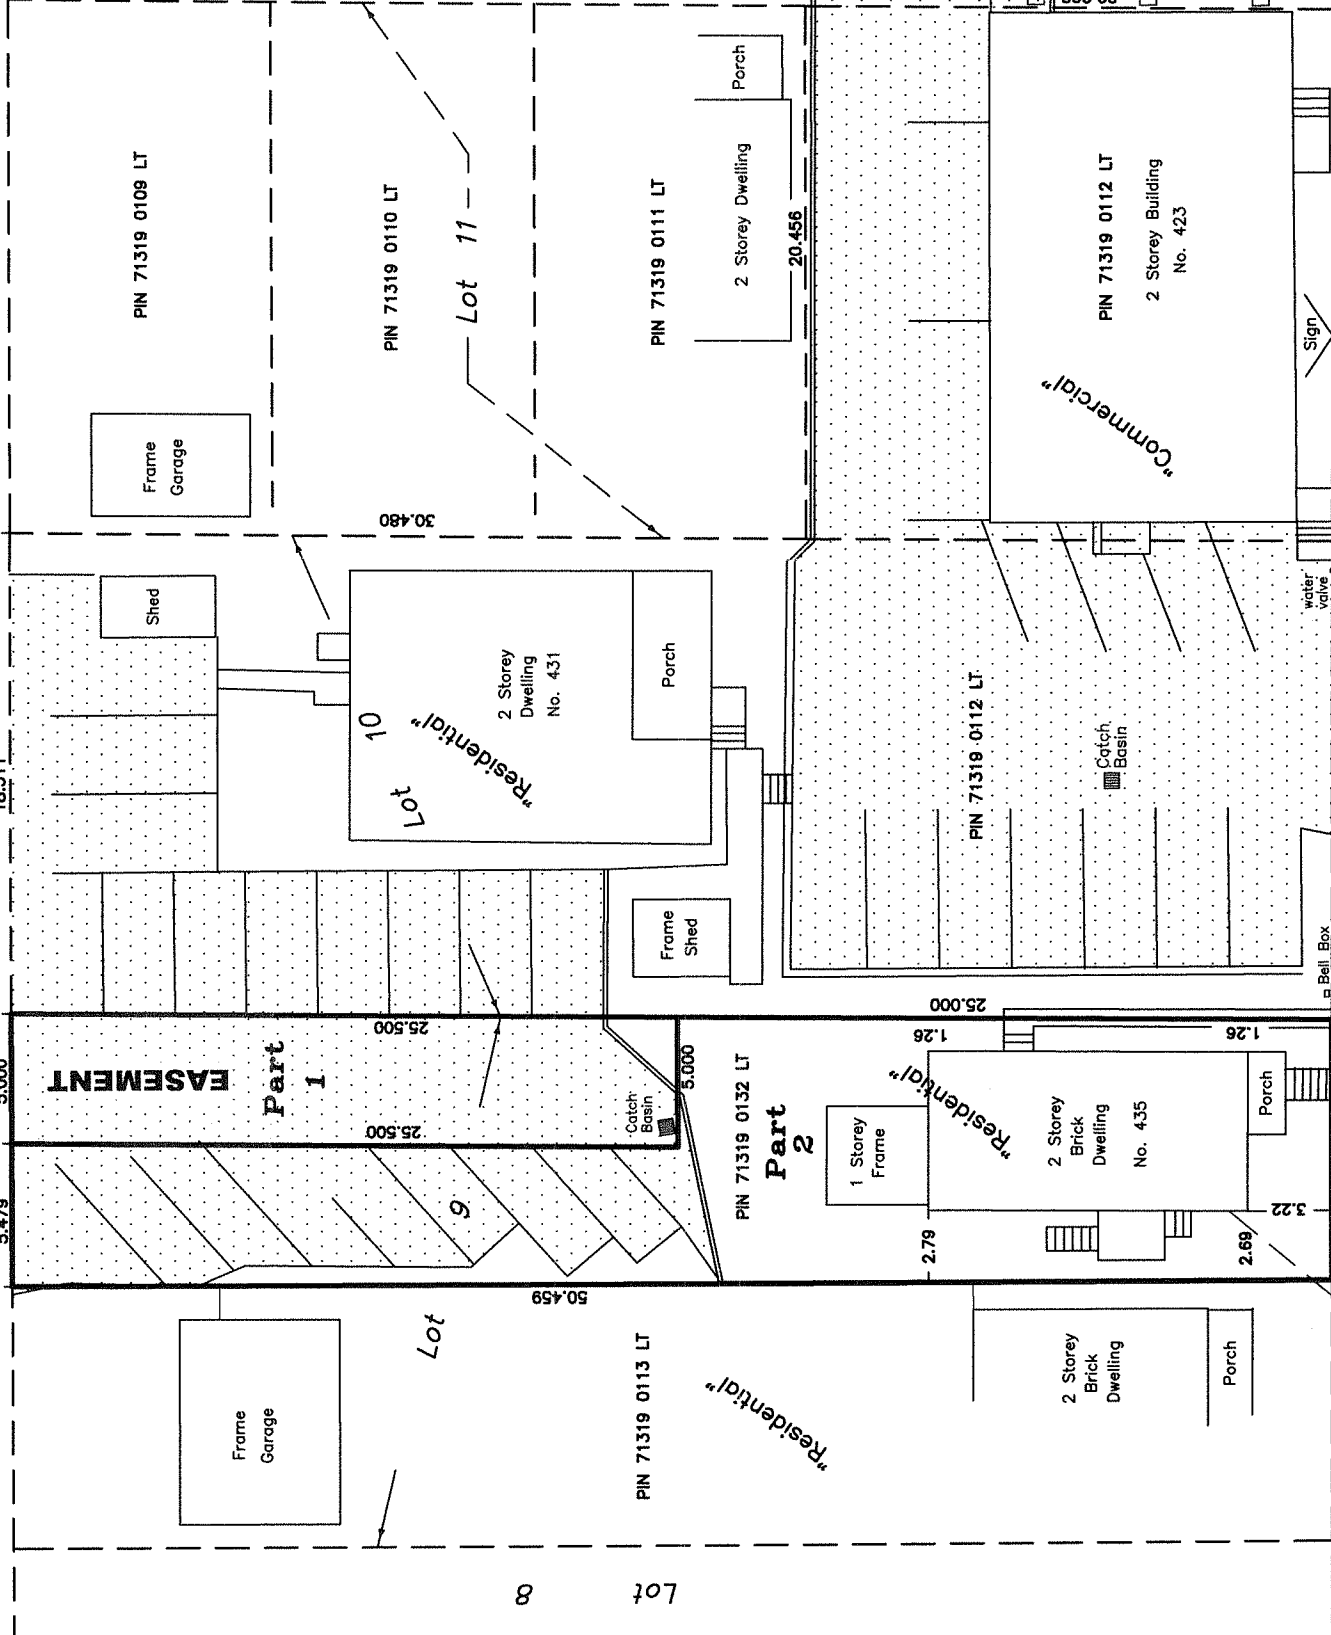 PIN 71319 0109 LT
PIN 71319 0110 LT
Lot 11
PIN 71319 0111 LT
Porch
2 Storey Dwelling
20.456
PIN 71319 0112 LT
2 Storey Building
No. 423
"Commercial"
Sign
Frame
Garage
30.480
Shed
2 Storey
Dwelling
No. 431
"Residential"
Lot 10
Porch
water
valve
PIN 71319 0112 LT
Catch
Basin
Frame
Shed
Bell Box
25.000
25.500
EASEMENT
Part
1
25.500
5.000
Catch
Basin
PIN 71319 0132 LT
Part
2
1.26
1.26
"Residential"
1 Storey
Frame
2 Storey
Brick
Dwelling
No. 435
Porch
3.22
2.79
2.69
5.479
5.000
50.459
Lot 9
Frame
Garage
PIN 71319 0113 LT
"Residential"
2 Storey
Brick
Dwelling
Porch
Lot 8